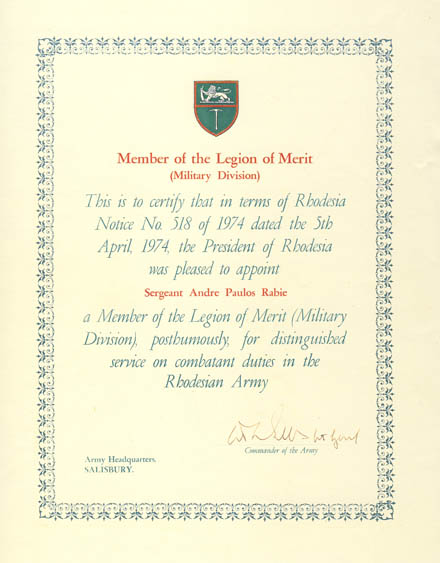 Member of the Legion of Merit
(Military Division)
This is to certify that in terms of Rhodesia
Notice No. 518 of 1974 dated the 5th
April, 1974, the President of Rhodesia
was pleased to appoint
Sergeant Andre Paulos Rabie
a Member of the Legion of Merit (Military
Division), posthumously, for distinguished
service on combatant duties in the
Rhodesian Army
Commander of the Army
Army Headquarters.
SALISBURY.